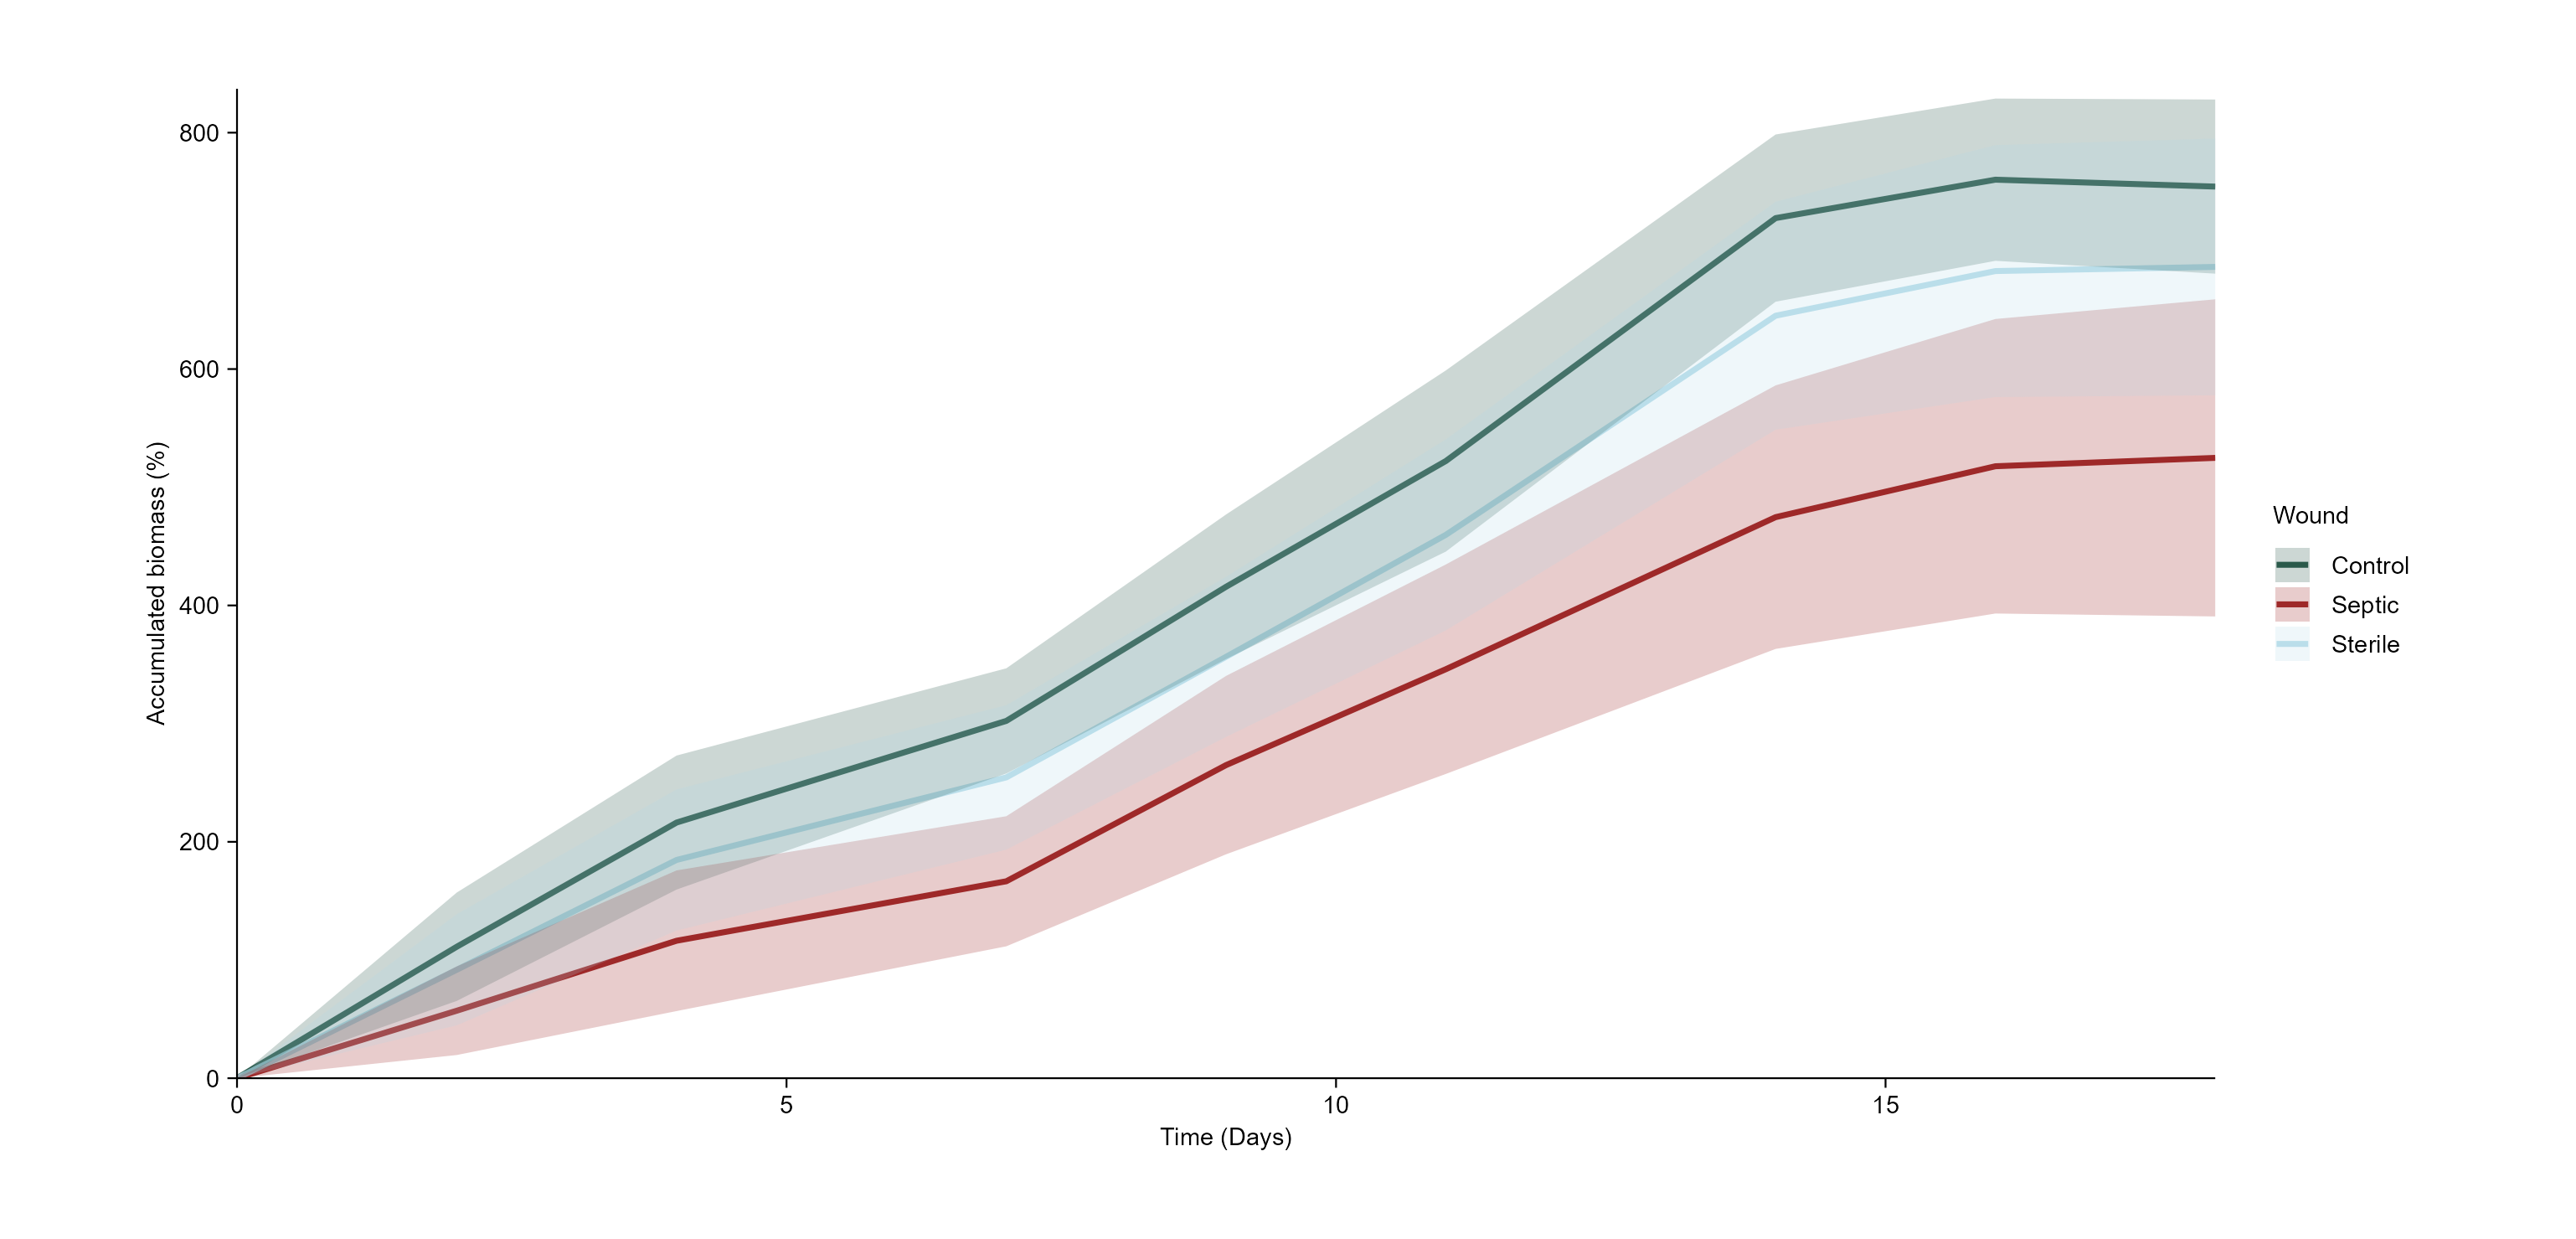 800
600
400
200
0
Accumulated biomass (%)
0 5 10 15
Time (Days)
Wound
Control
Septic
Sterile